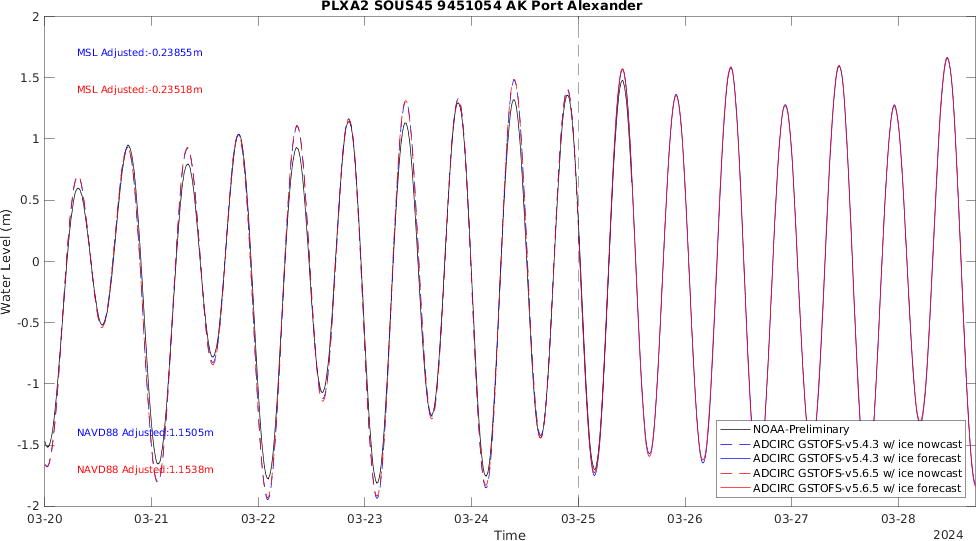 PLXA2 SOUS45 9451054 AK Port Alexander
2
1.5
1
0.5
0
-0.5
-1
-1.5
-2
Water Level (m)
MSL Adjusted:-0.23855m
MSL Adjusted:-0.23518m
NAVD88 Adjusted:1.1505m
NAVD88 Adjusted:1.1538m
NOAA-Preliminary
ADCIRC GSTOFS-v5.4.3 w/ ice nowcast
ADCIRC GSTOFS-v5.4.3 w/ ice forecast
ADCIRC GSTOFS-v5.6.5 w/ ice nowcast
ADCIRC GSTOFS-v5.6.5 w/ ice forecast
03-20 03-21 03-22 03-23 03-24 03-25 03-26 03-27 03-28
Time
2024